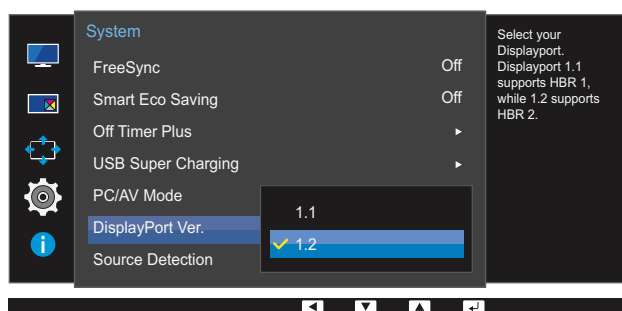 System
FreeSync Off
Smart Eco Saving Off
Off Timer Plus
USB Super Charging
PC/AV Mode
DisplayPort Ver.
Source Detection
1.1
1.2
Select your
Displayport.
Displayport 1.1
supports HBR 1,
while 1.2 supports
HBR 2.